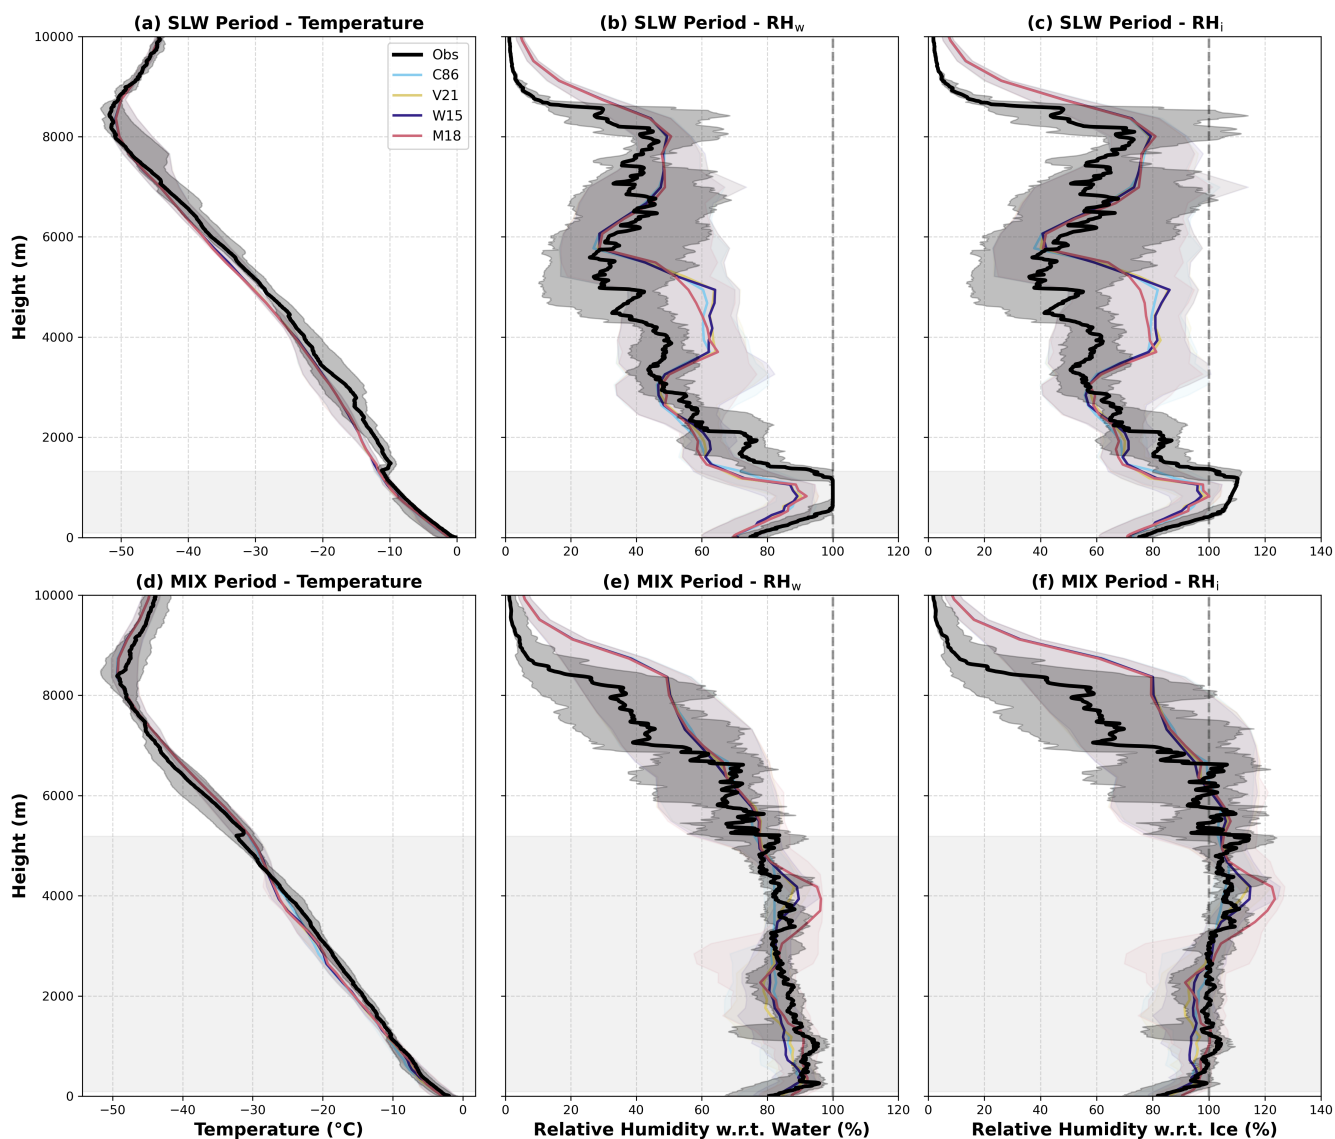 (a) SLW Period - Temperature
(b) SLW Period - RHw
(c) SLW Period - RHi
Height (m)
10000
8000
6000
4000
2000
0
Obs
C86
V21
W15
M18
−50 −40 −30 −20 −10 0
0 20 40 60 80 100 120
0 20 40 60 80 100 120 140
(d) MIX Period - Temperature
(e) MIX Period - RHw
(f) MIX Period - RHi
Height (m)
10000
8000
6000
4000
2000
0
−50 −40 −30 −20 −10 0
0 20 40 60 80 100 120
0 20 40 60 80 100 120 140
Temperature (°C)
Relative Humidity w.r.t. Water (%)
Relative Humidity w.r.t. Ice (%)